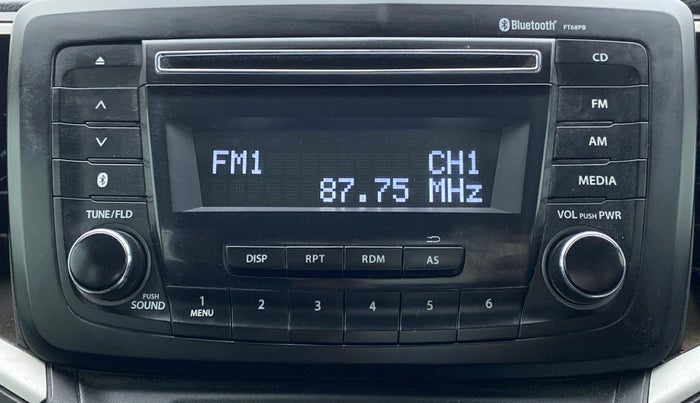 Bluetooth® FT68PB
CD
FM
AM
MEDIA
FM1 CH1
87.75 MHz
TUNE/FLD
VOL PUSH PWR
DISP RPT RDM AS
PUSH
SOUND
1 2 3 4 5 6
MENU